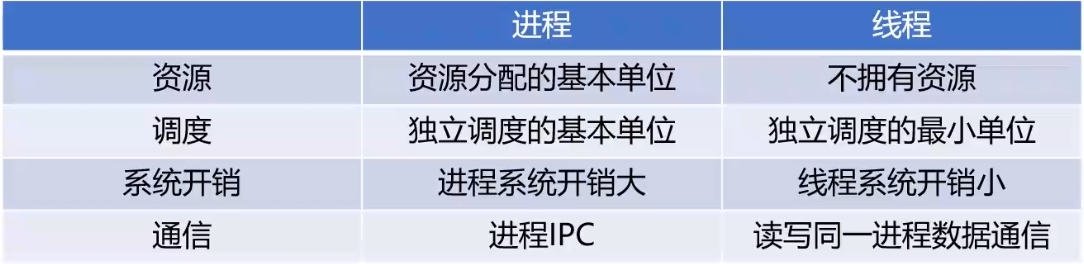 进程 线程
资源 资源分配的基本单位 不拥有资源
调度 独立调度的基本单位 独立调度的最小单位
系统开销 进程系统开销大 线程系统开销小
通信 进程IPC 读写同一进程数据通信